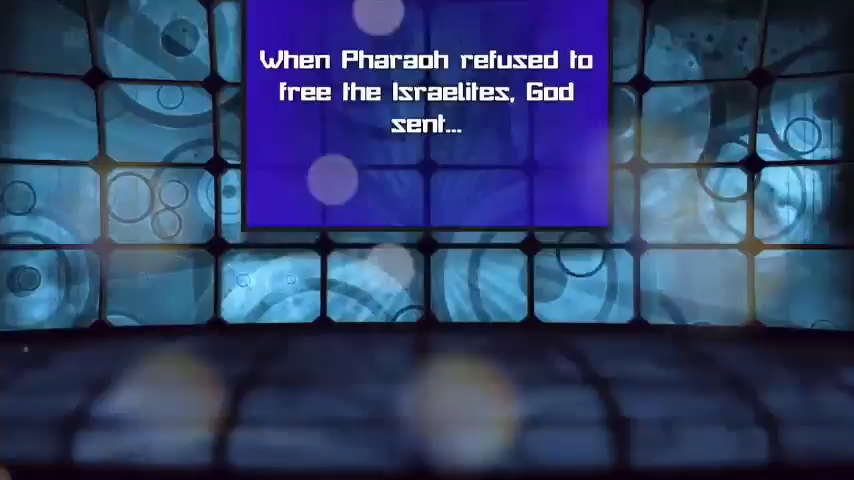 When Pharaoh refused to
free the Israelites, God
sent...